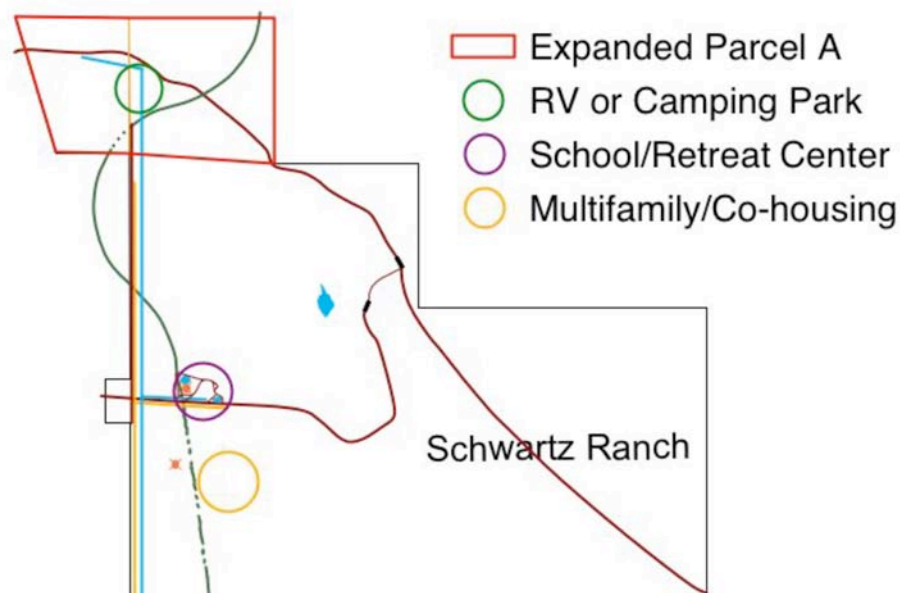 Expanded Parcel A
RV or Camping Park
School/Retreat Center
Multifamily/Co-housing
Schwartz Ranch